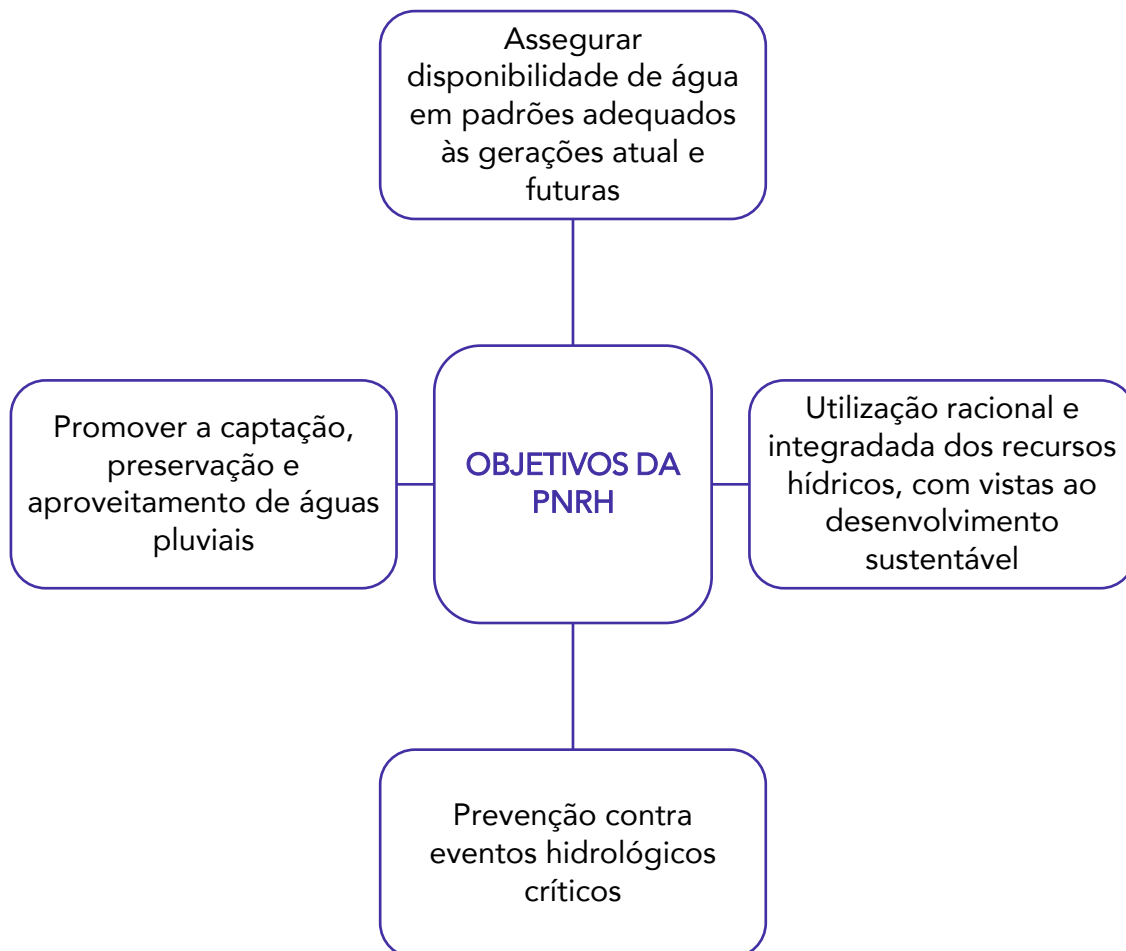 Assegurar
disponibilidade de água
em padrões adequados
às gerações atual e
futuras
Promover a captação,
preservação e
aproveitamento de águas
pluviais
OBJETIVOS DA
PNRH
Utilização racional e
integradada dos recursos
hídricos, com vistas ao
desenvolvimento
sustentável
Prevenção contra
eventos hidrológicos
críticos